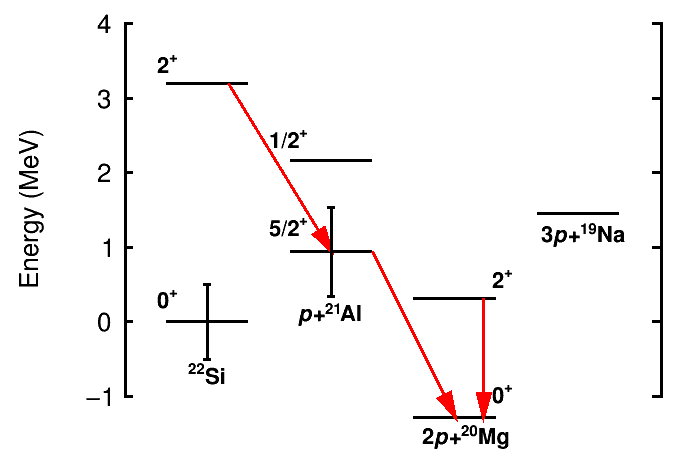 4
3
2
1
0
−1
Energy (MeV)
2⁺
0⁺
²²Si
1/2⁺
5/2⁺
p+²¹Al
2⁺
0⁺
2p+²⁰Mg
3p+¹⁹Na